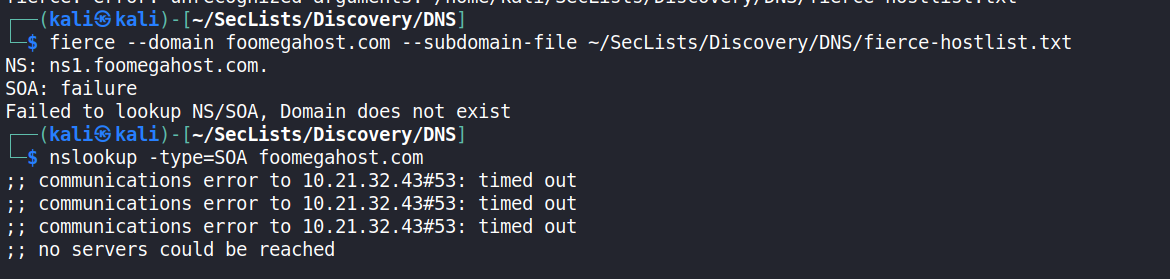 fierce: error: unrecognized arguments: /home/kali/SecLists/Discovery/DNS/fierce-hostlist.txt
┌──(kali㉿kali)-[~/SecLists/Discovery/DNS]
└─$ fierce --domain foomegahost.com --subdomain-file ~/SecLists/Discovery/DNS/fierce-hostlist.txt
NS: ns1.foomegahost.com.
SOA: failure
Failed to lookup NS/SOA, Domain does not exist
┌──(kali㉿kali)-[~/SecLists/Discovery/DNS]
└─$ nslookup -type=SOA foomegahost.com
;; communications error to 10.21.32.43#53: timed out
;; communications error to 10.21.32.43#53: timed out
;; communications error to 10.21.32.43#53: timed out
;; no servers could be reached